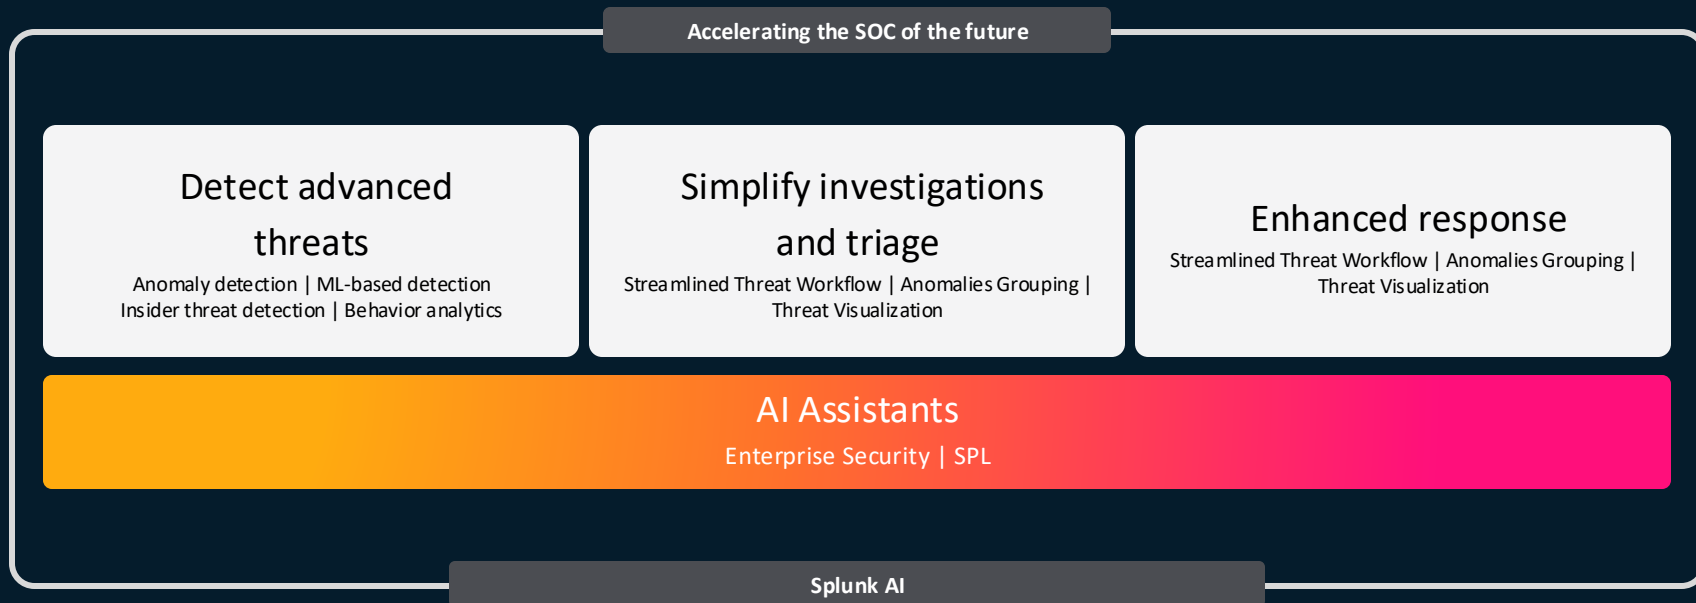 Accelerating the SOC of the future
Detect advanced
threats
Anomaly detection | ML-based detection
Insider threat detection | Behavior analytics
Simplify investigations
and triage
Streamlined Threat Workflow | Anomalies Grouping |
Threat Visualization
Enhanced response
Streamlined Threat Workflow | Anomalies Grouping |
Threat Visualization
AI Assistants
Enterprise Security | SPL
Splunk AI